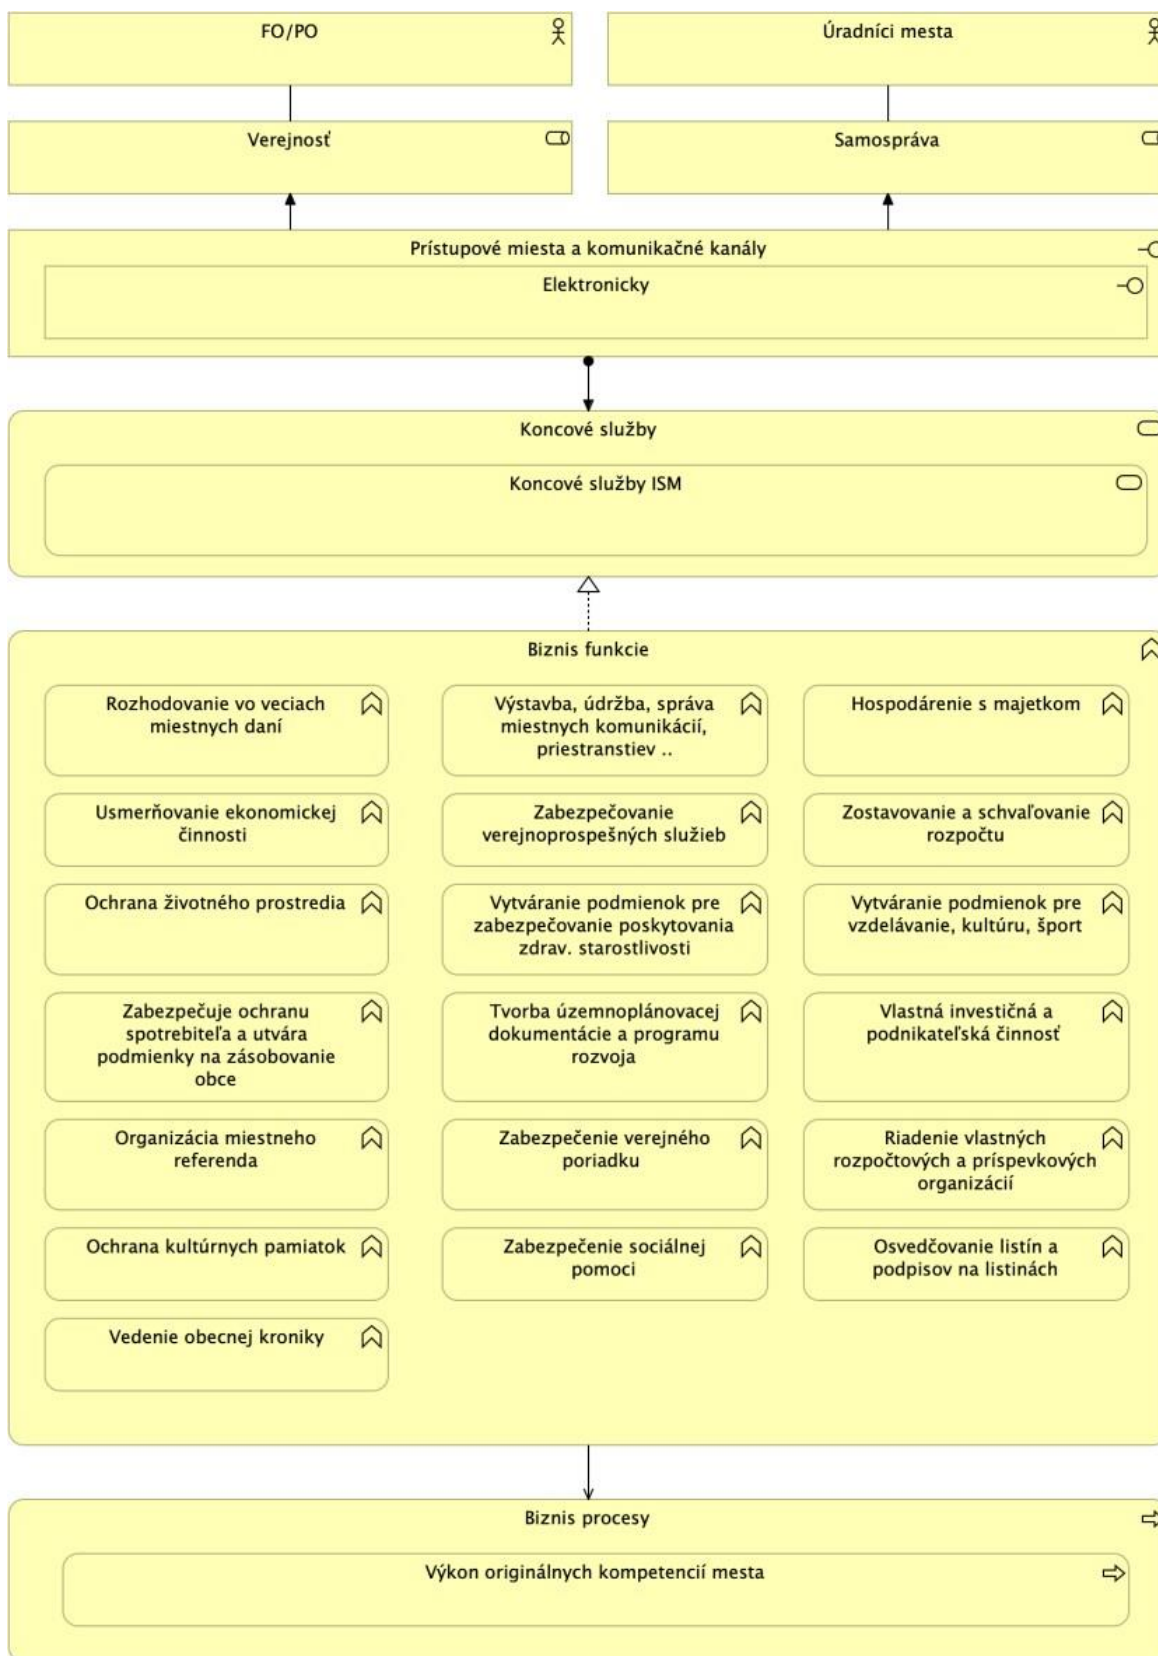 FO/PO
Úradníci mesta
Verejnosť
Samospráva
Prístupové miesta a komunikačné kanály
Elektronicky
Koncové služby
Koncové služby ISM
Biznis funkcie
Rozhodovanie vo veciach
miestnych daní
Výstavba, údržba, správa
miestnych komunikácií,
priestranstiev ..
Hospodárenie s majetkom
Usmerňovanie ekonomickej
činnosti
Zabezpečovanie
verejnoprospešných služieb
Zostavovanie a schvaľovanie
rozpočtu
Ochrana životného prostredia
Vytváranie podmienok pre
zabezpečovanie poskytovania
zdrav. starostlivosti
Vytváranie podmienok pre
vzdelávanie, kultúru, šport
Zabezpečuje ochranu
spotrebiteľa a utvára
podmienky na zásobovanie
obce
Tvorba územnoplánovacej
dokumentácie a programu
rozvoja
Vlastná investičná a
podnikateľská činnosť
Organizácia miestneho
referenda
Zabezpečenie verejného
poriadku
Riadenie vlastných
rozpočtových a príspevkových
organizácií
Ochrana kultúrnych pamiatok
Zabezpečenie sociálnej
pomoci
Osvedčovanie listín a
podpisov na listinách
Vedenie obecnej kroniky
Biznis procesy
Výkon originálnych kompetencií mesta